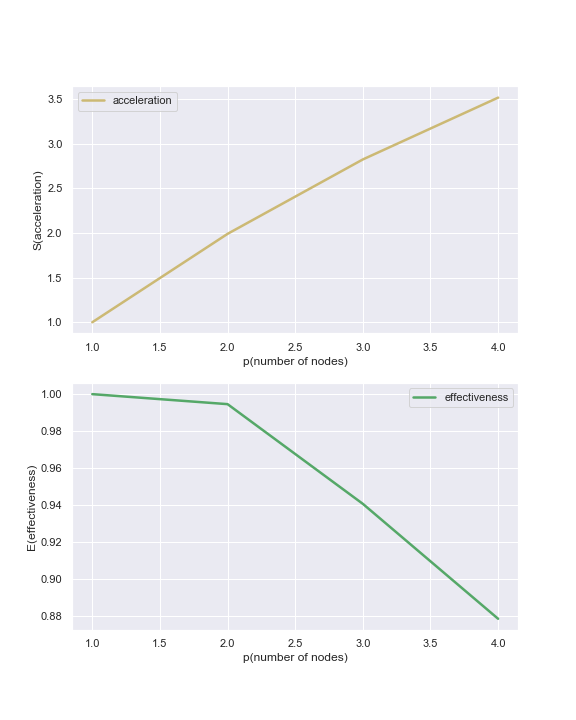 acceleration
3.5
3.0
2.5
2.0
1.5
1.0
S(acceleration)
1.0 1.5 2.0 2.5 3.0 3.5 4.0
p(number of nodes)
effectiveness
1.00
0.98
0.96
0.94
0.92
0.90
0.88
E(effectiveness)
1.0 1.5 2.0 2.5 3.0 3.5 4.0
p(number of nodes)